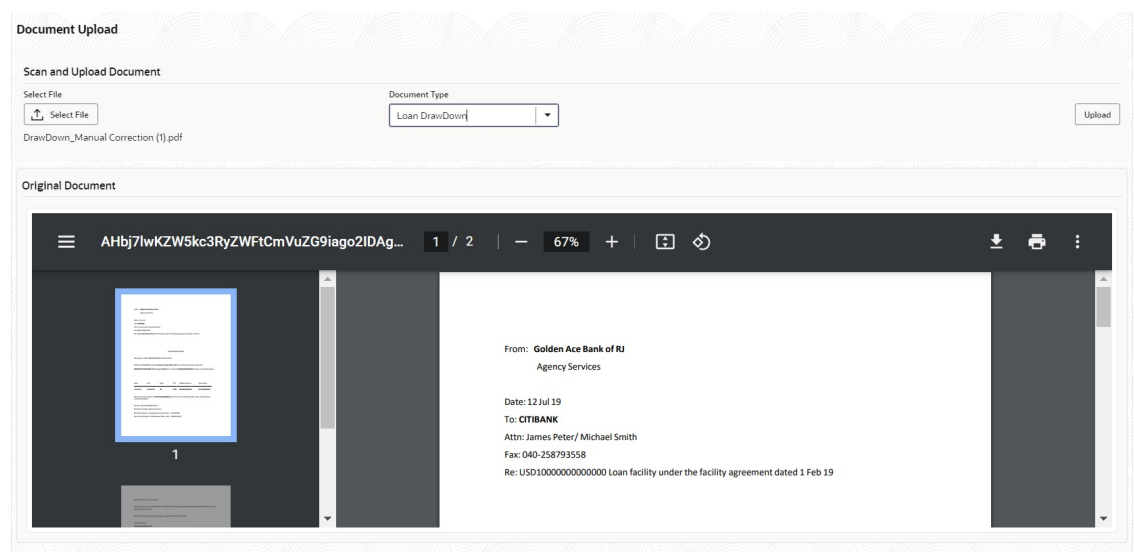 Document Upload
Scan and Upload Document
Select File
Document Type
Select File
Loan DrawDown
Upload
DrawDown_Manual Correction (1).pdf
Original Document
AHbj7lwKZW5kc3RyZWFtCmVuZG9iago2IDAg...
1 / 2
67%
From: Golden Ace Bank of RJ
Agency Services
Date: 12 Jul 19
To: CITIBANK
Attn: James Peter/ Michael Smith
Fax: 040-258793558
Re: USD10000000000000 Loan facility under the facility agreement dated 1 Feb 19
1